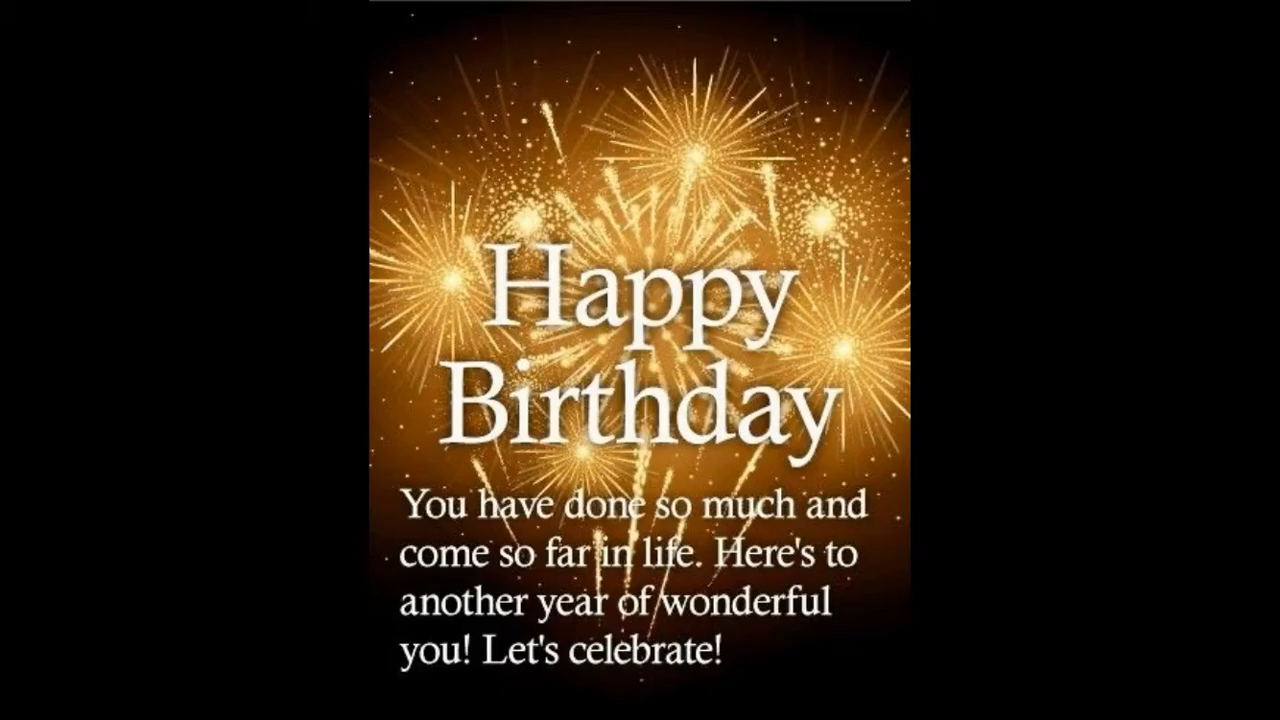 Happy
Birthday
You have done so much and
come so far in life. Here's to
another year of wonderful
you! Let's celebrate!